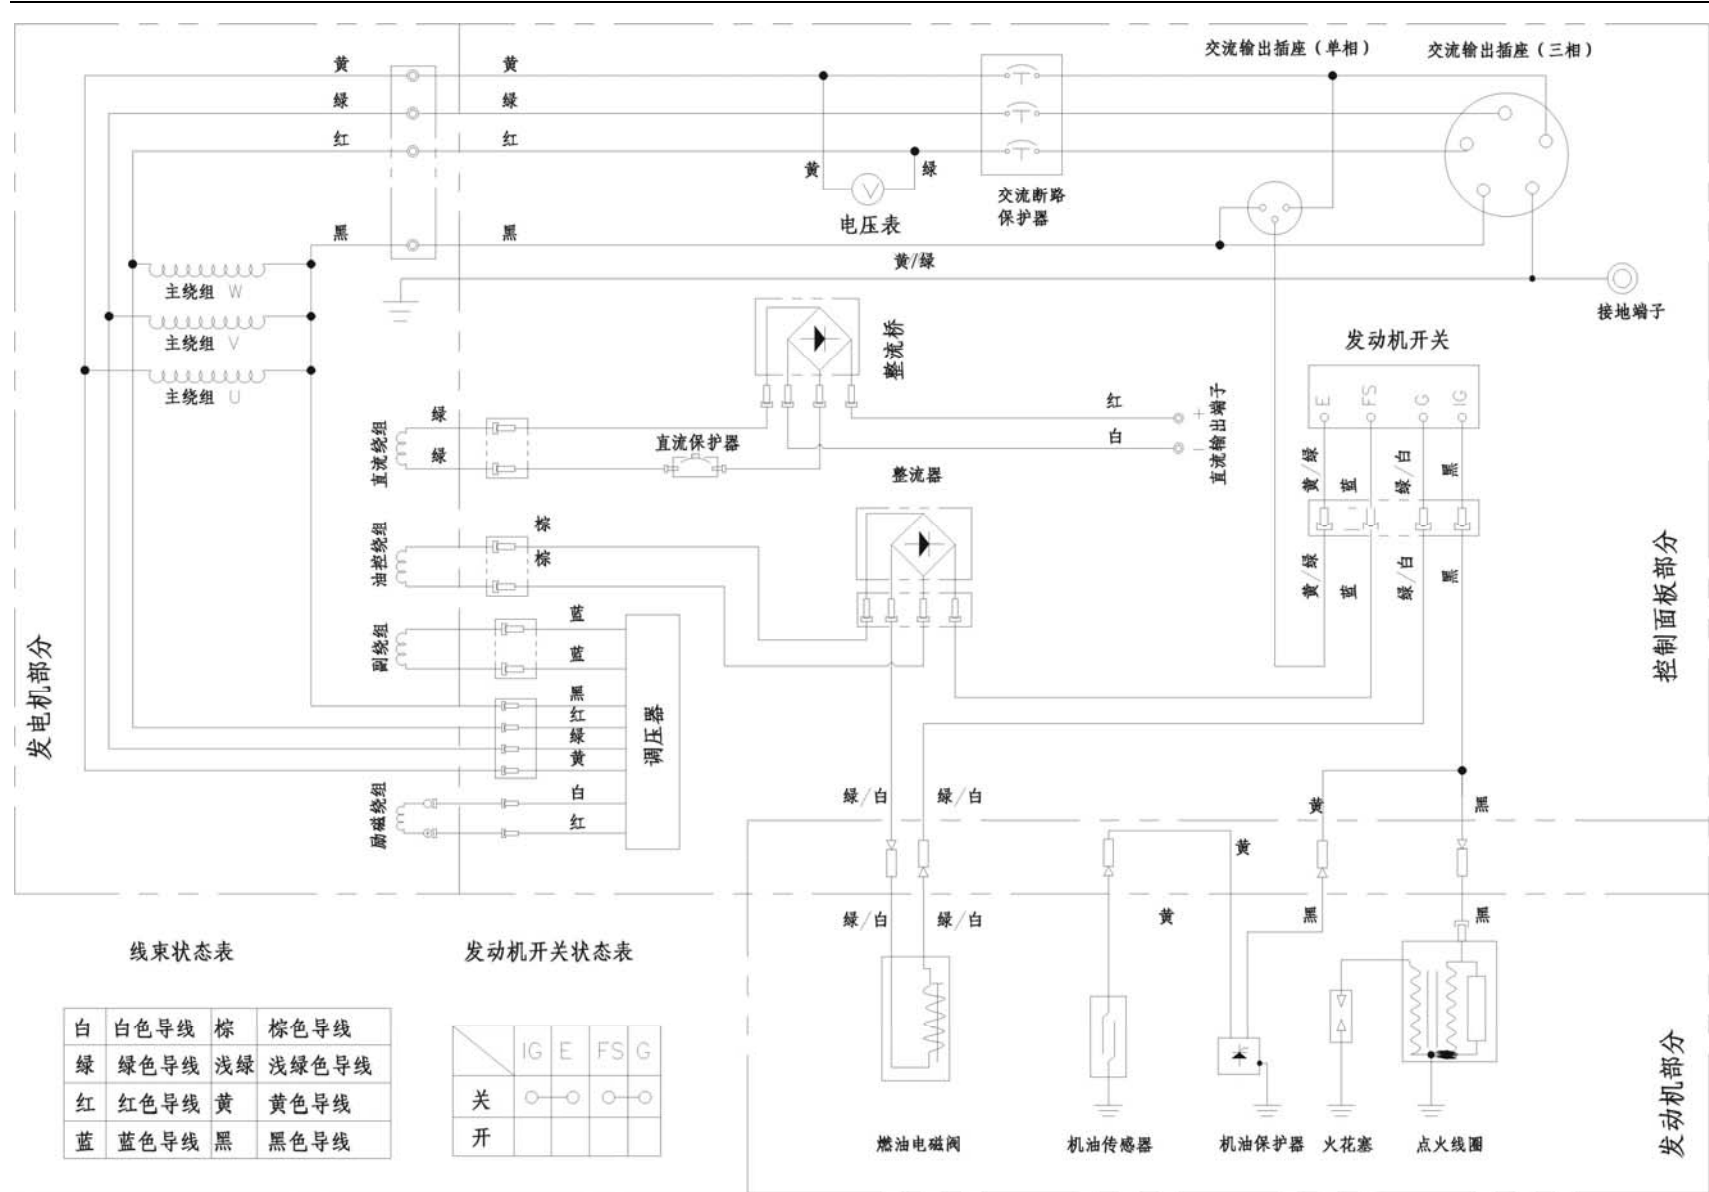 交流输出插座（单相）
交流输出插座（三相）
黄
黄
绿
绿
红
红
黄
绿
V
电压表
交流断路
保护器
黑
黑
黄/绿
接地端子
主绕组 W
主绕组 V
主绕组 U
整流桥
发动机开关
E
FS
G
IG
直流绕组
绿
绿
直流保护器
红
白
+
−
直流输出端子
整流器
黄/绿
蓝
绿/白
黑
油控绕组
棕
棕
黄/绿
蓝
绿/白
黑
控制面板部分
发电机部分
副绕组
蓝
蓝
黑
红
绿
黄
调压器
励磁绕组
白
红
绿/白
绿/白
黄
黑
黄
绿/白
绿/白
黄
黑
黑
燃油电磁阀
机油传感器
机油保护器
火花塞
点火线圈
发动机部分
线束状态表
白 白色导线 棕 棕色导线
绿 绿色导线 浅绿 浅绿色导线
红 红色导线 黄 黄色导线
蓝 蓝色导线 黑 黑色导线
发动机开关状态表
IG E FS G
关
开